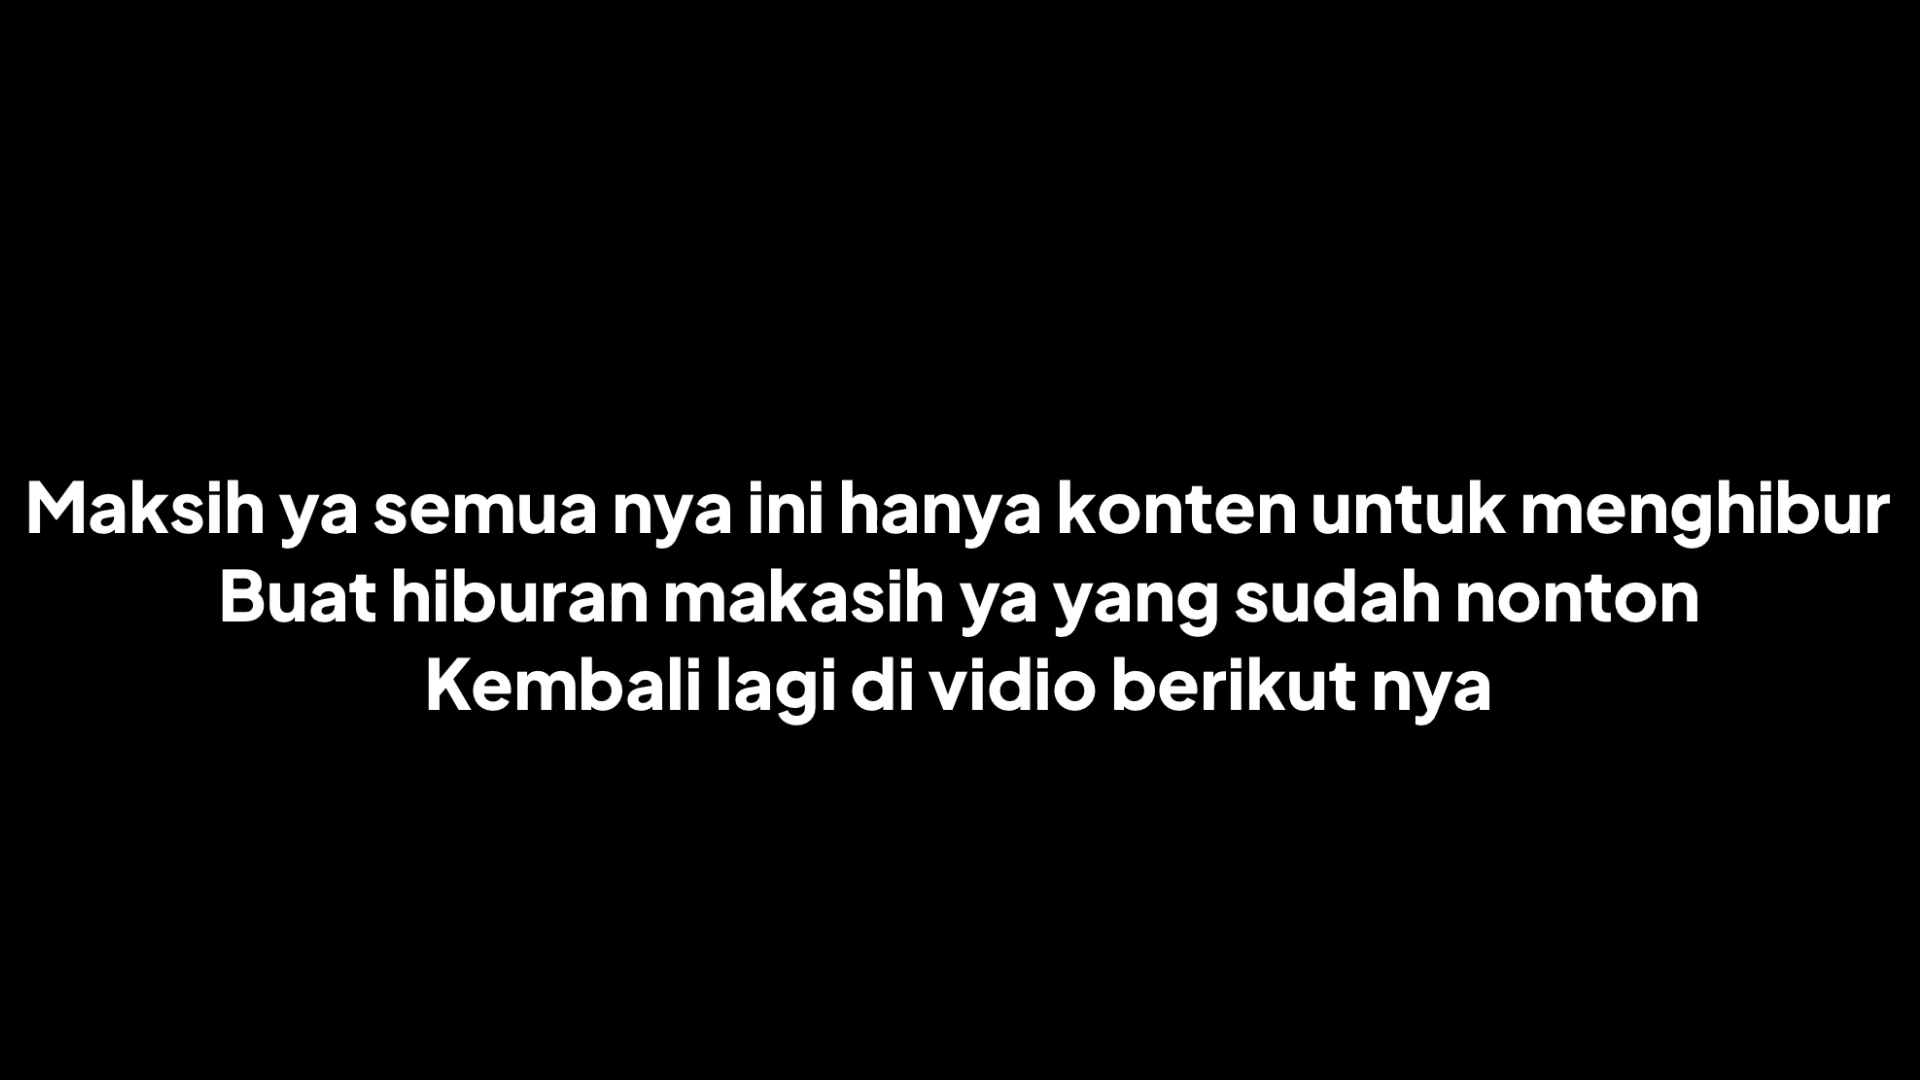 Maksih ya semua nya ini hanya konten untuk menghibur
Buat hiburan makasih ya yang sudah nonton
Kembali lagi di vidio berikut nya